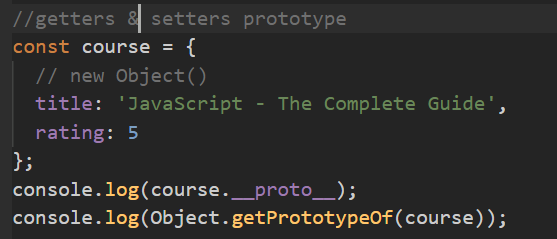 //getters & setters prototype
const course = {
  // new Object()
  title: 'JavaScript - The Complete Guide',
  rating: 5
};
console.log(course.__proto__);
console.log(Object.getPrototypeOf(course));